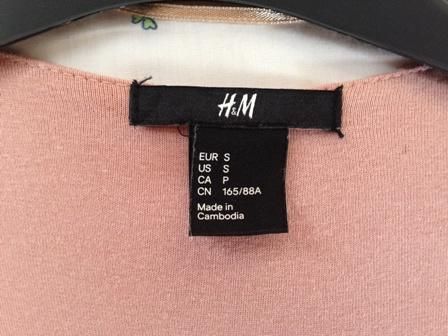 H&M
EUR S
US S
CA P
CN 165/88A
Made in
Cambodia